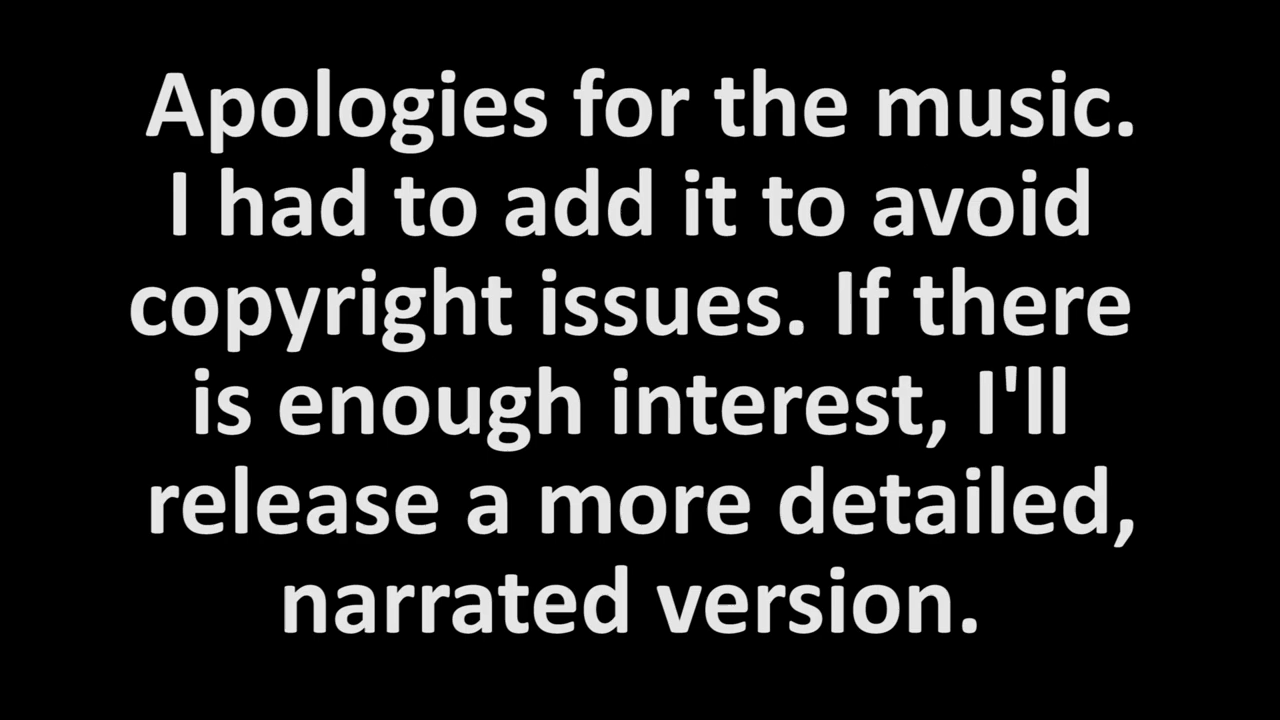 Apologies for the music.
I had to add it to avoid
copyright issues. If there
is enough interest, I'll
release a more detailed,
narrated version.